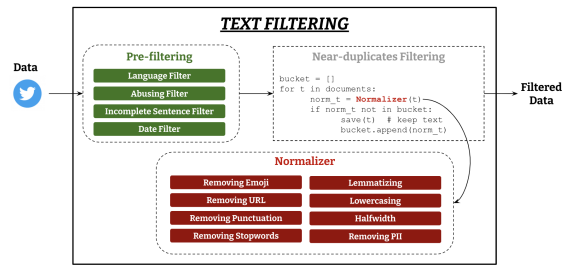 TEXT FILTERING
Data
Pre-filtering
Language Filter
Abusing Filter
Incomplete Sentence Filter
Date Filter
Near-duplicates Filtering
bucket = []
for t in documents:
norm_t = Normalizer(t)
if norm_t not in bucket:
save(t)  # keep text
bucket.append(norm_t)
Filtered
Data
Normalizer
Removing Emoji
Removing URL
Removing Punctuation
Removing Stopwords
Lemmatizing
Lowercasing
Halfwidth
Removing PII